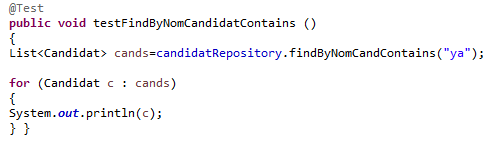 @Test
public void testFindByNomCandidatContains ()
{
List<Candidat> cands=candidatRepository.findByNomCandContains("ya");
for (Candidat c : cands)
{
System.out.println(c);
} }